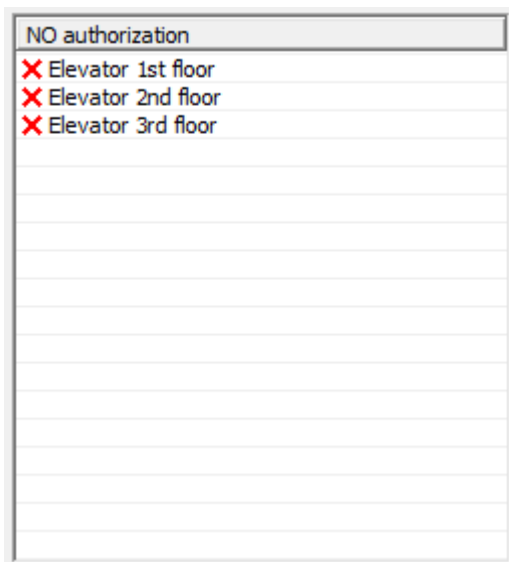 NO authorization
Elevator 1st floor
Elevator 2nd floor
Elevator 3rd floor